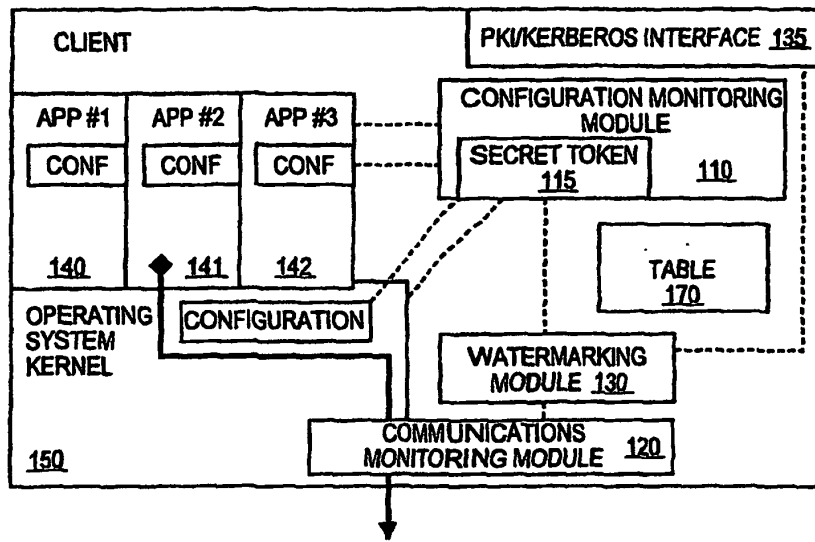 CLIENT
PKI/KERBEROS INTERFACE 135
APP #1
APP #2
APP #3
CONF
CONF
CONF
140
141
142
CONFIGURATION MONITORING
MODULE
SECRET TOKEN
115
110
TABLE
170
OPERATING
SYSTEM
KERNEL
CONFIGURATION
WATERMARKING
MODULE 130
COMMUNICATIONS
MONITORING MODULE 120
150